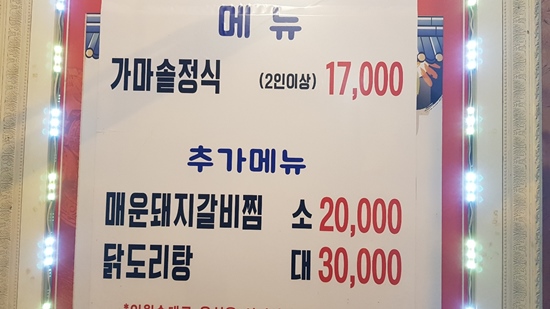 메뉴
가마솥정식 (2인이상) 17,000
추가메뉴
매운돼지갈비찜 소 20,000
닭도리탕 대 30,000